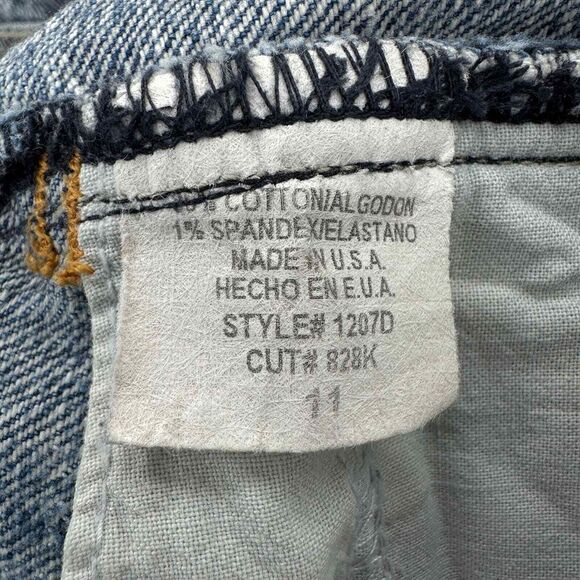 COTTON/ALGODON
1% SPANDEX/ELASTANO
MADE IN U.S.A.
HECHO EN E.U.A.
STYLE# 1207D
CUT# 828K
11